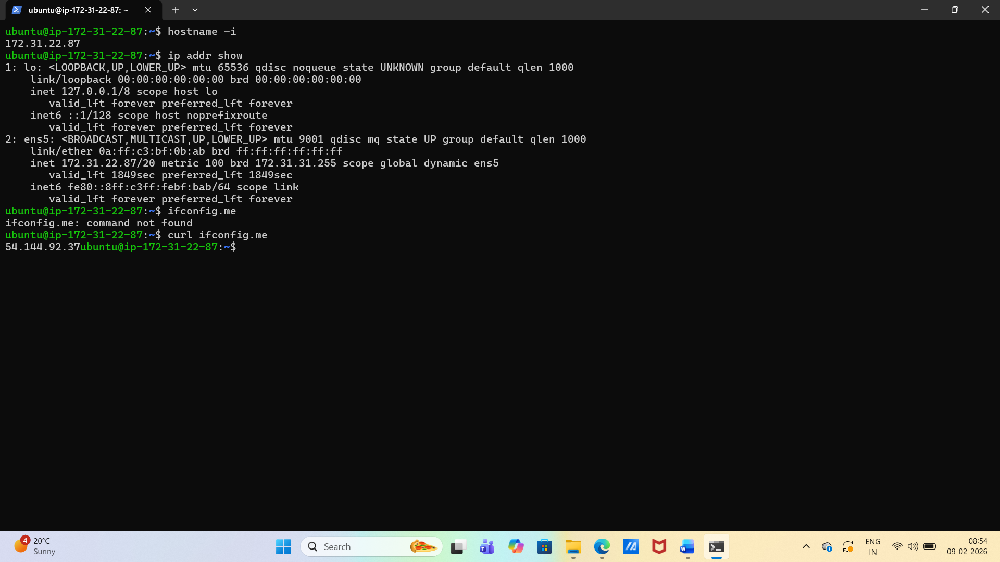 ubuntu@ip-172-31-22-87: ~
ubuntu@ip-172-31-22-87:~$ hostname -i
172.31.22.87
ubuntu@ip-172-31-22-87:~$ ip addr show
1: lo: <LOOPBACK,UP,LOWER_UP> mtu 65536 qdisc noqueue state UNKNOWN group default qlen 1000
    link/loopback 00:00:00:00:00:00 brd 00:00:00:00:00:00
    inet 127.0.0.1/8 scope host lo
       valid_lft forever preferred_lft forever
    inet6 ::1/128 scope host noprefixroute
       valid_lft forever preferred_lft forever
2: ens5: <BROADCAST,MULTICAST,UP,LOWER_UP> mtu 9001 qdisc mq state UP group default qlen 1000
    link/ether 0a:ff:c3:bf:0b:ab brd ff:ff:ff:ff:ff:ff
    inet 172.31.22.87/20 metric 100 brd 172.31.31.255 scope global dynamic ens5
       valid_lft 1849sec preferred_lft 1849sec
    inet6 fe80::8ff:c3ff:febf:bab/64 scope link
       valid_lft forever preferred_lft forever
ubuntu@ip-172-31-22-87:~$ ifconfig.me
ifconfig.me: command not found
ubuntu@ip-172-31-22-87:~$ curl ifconfig.me
54.144.92.37ubuntu@ip-172-31-22-87:~$
4
20°C
Sunny
Search
ENG
IN
08:54
09-02-2026